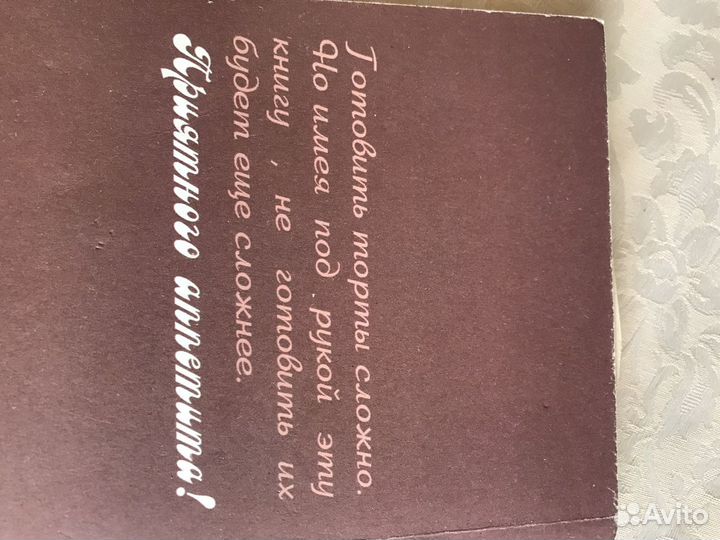 Готовить торты сложно.
Но имея под рукой эту
книгу , не готовить их
будет еще сложнее.
Приятного аппетита!
Avito